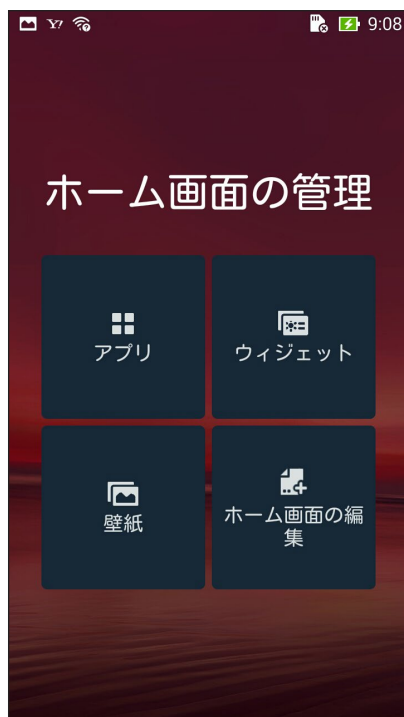 Y! 9:08
ホーム画面の管理
アプリ
ウィジェット
壁紙
ホーム画面の編
集